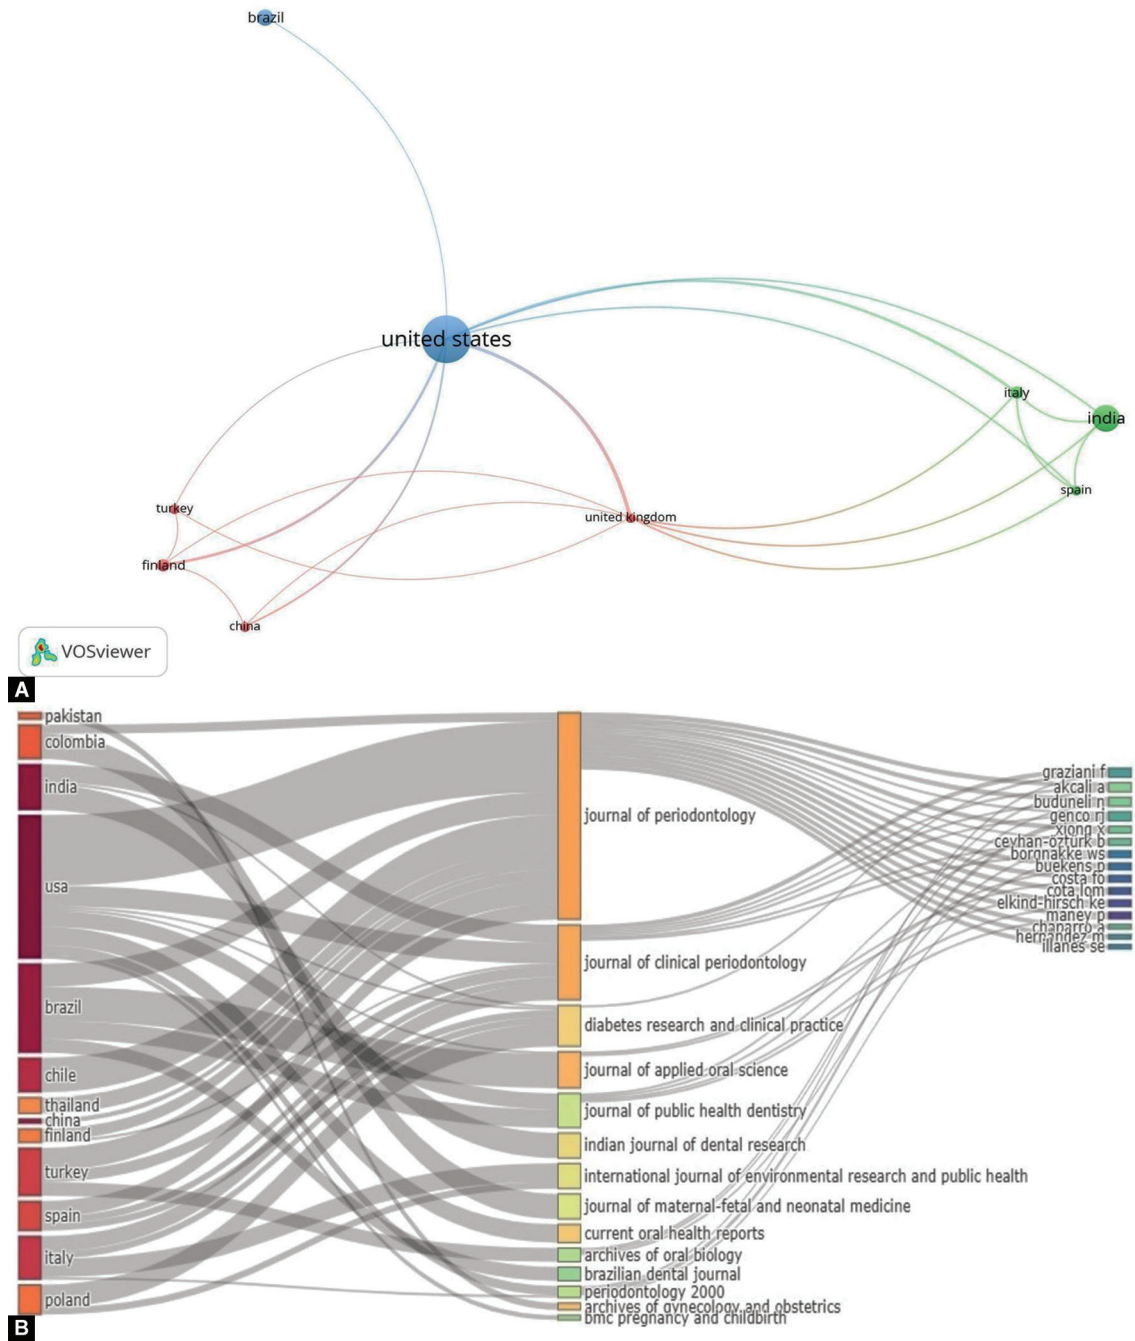 brazil
united states
italy
india
spain
turkey
united kingdom
finland
china
VOSviewer
A
pakistan
colombia
india
usa
brazil
chile
thailand
china
finland
turkey
spain
italy
poland
journal of periodontology
journal of clinical periodontology
diabetes research and clinical practice
journal of applied oral science
journal of public health dentistry
indian journal of dental research
international journal of environmental research and public health
journal of maternal-fetal and neonatal medicine
current oral health reports
archives of oral biology
brazilian dental journal
periodontology 2000
archives of gynecology and obstetrics
bmc pregnancy and childbirth
graziani f
akcali a
buduneli n
genco rj
xiong x
ceyhan-ozturk b
borgnakke ws
buekens p
costa fo
cota lom
elkind-hirsch ke
maney p
chaparro a
hernandez m
illanes se
B